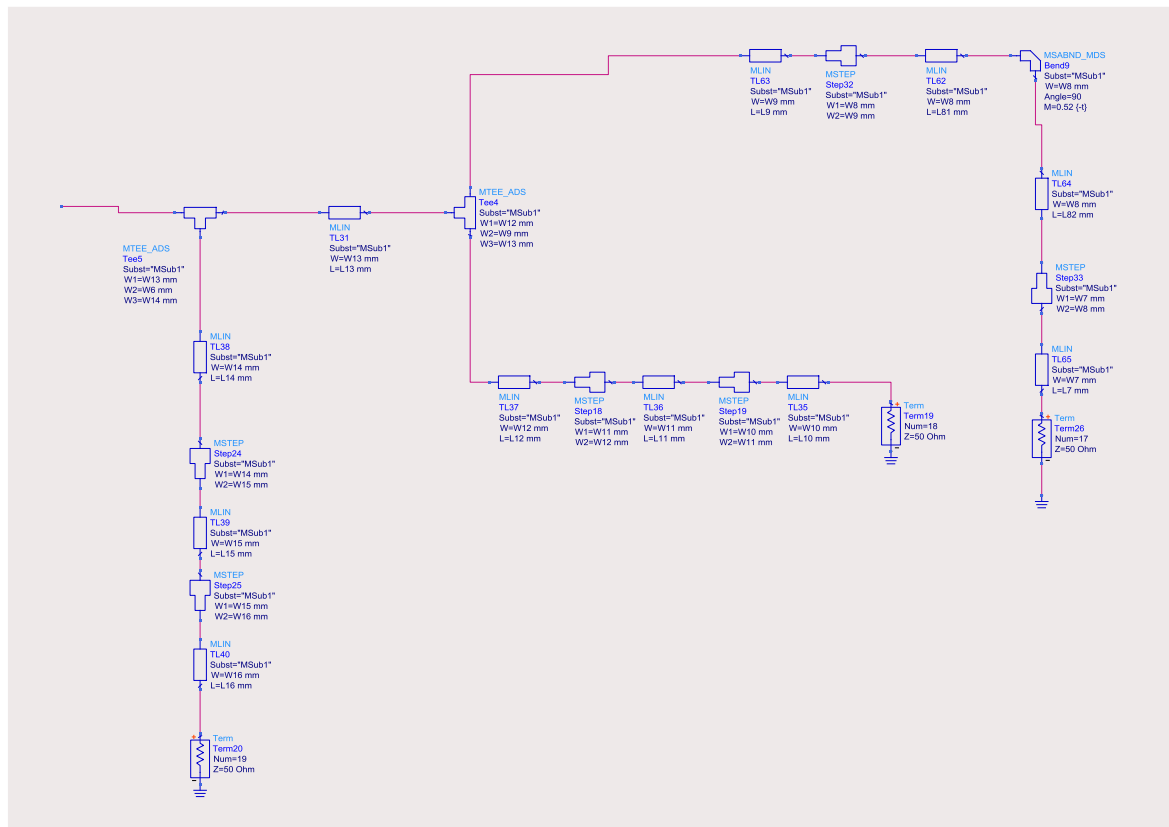 MLIN
TL63
Subst="MSub1"
W=W9 mm
L=L9 mm
MSTEP
Step32
Subst="MSub1"
W1=W8 mm
W2=W9 mm
MLIN
TL62
Subst="MSub1"
W=W8 mm
L=L81 mm
MSABND_MDS
Bend9
Subst="MSub1"
W=W8 mm
Angle=90
M=0.52 {-t}
MLIN
TL64
Subst="MSub1"
W=W8 mm
L=L82 mm
MTEE_ADS
Tee4
Subst="MSub1"
W1=W12 mm
W2=W9 mm
W3=W13 mm
MLIN
TL31
Subst="MSub1"
W=W13 mm
L=L13 mm
MTEE_ADS
Tee5
Subst="MSub1"
W1=W13 mm
W2=W6 mm
W3=W14 mm
MSTEP
Step33
Subst="MSub1"
W1=W7 mm
W2=W8 mm
MLIN
TL38
Subst="MSub1"
W=W14 mm
L=L14 mm
MLIN
TL65
Subst="MSub1"
W=W7 mm
L=L7 mm
MLIN
TL37
Subst="MSub1"
W=W12 mm
L=L12 mm
MSTEP
Step18
Subst="MSub1"
W1=W11 mm
W2=W12 mm
MLIN
TL36
Subst="MSub1"
W=W11 mm
L=L11 mm
MSTEP
Step19
Subst="MSub1"
W1=W10 mm
W2=W11 mm
MLIN
TL35
Subst="MSub1"
W=W10 mm
L=L10 mm
Term
Term19
Num=18
Z=50 Ohm
Term
Term26
Num=17
Z=50 Ohm
MSTEP
Step24
Subst="MSub1"
W1=W14 mm
W2=W15 mm
MLIN
TL39
Subst="MSub1"
W=W15 mm
L=L15 mm
MSTEP
Step25
Subst="MSub1"
W1=W15 mm
W2=W16 mm
MLIN
TL40
Subst="MSub1"
W=W16 mm
L=L16 mm
Term
Term20
Num=19
Z=50 Ohm